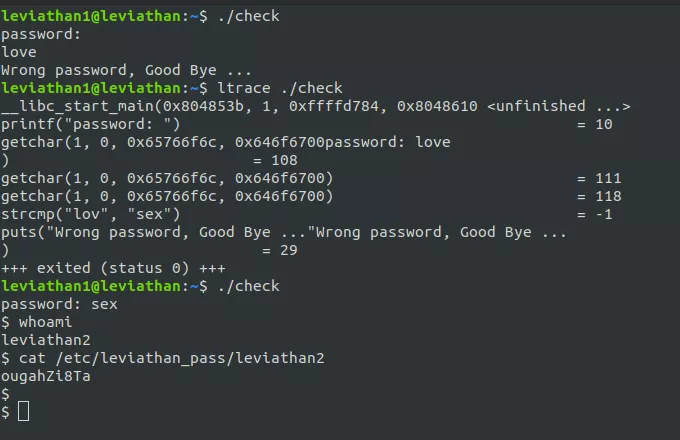 leviathan1@leviathan:~$ ./check
password:
love
Wrong password, Good Bye ...
leviathan1@leviathan:~$ ltrace ./check
__libc_start_main(0x804853b, 1, 0xffffd784, 0x8048610 <unfinished ...>
printf("password: ") = 10
getchar(1, 0, 0x65766f6c, 0x646f6700password: love
) = 108
getchar(1, 0, 0x65766f6c, 0x646f6700) = 111
getchar(1, 0, 0x65766f6c, 0x646f6700) = 118
strcmp("lov", "sex") = -1
puts("Wrong password, Good Bye ..."Wrong password, Good Bye ...
) = 29
+++ exited (status 0) +++
leviathan1@leviathan:~$ ./check
password: sex
$ whoami
leviathan2
$ cat /etc/leviathan_pass/leviathan2
ougahZi8Ta
$
$